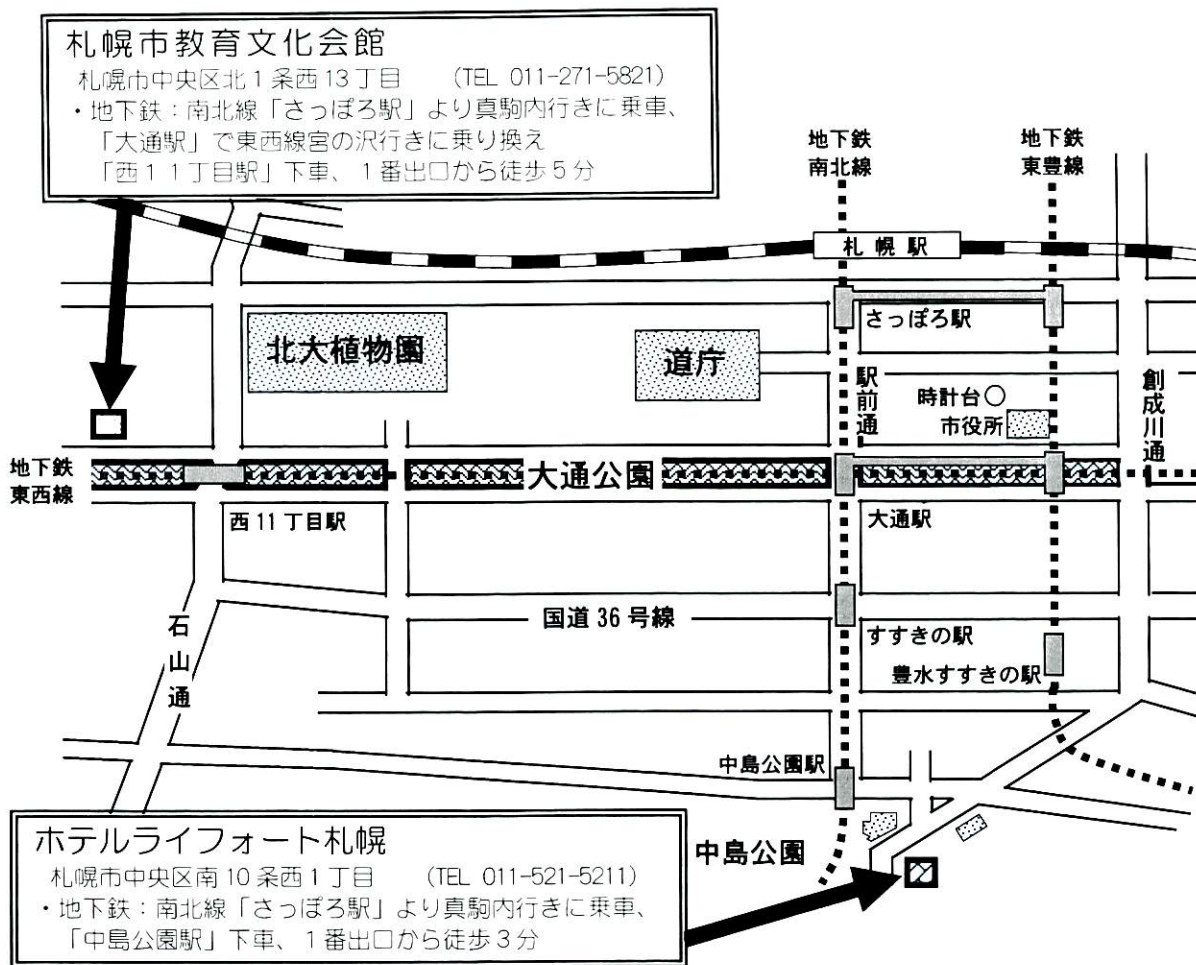 札幌市教育文化会館
札幌市中央区北1条西13丁目 (TEL 011-271-5821)
・地下鉄:南北線「さっぽろ駅」より真駒内行きに乗車、
「大通駅」で東西線宮の沢行きに乗り換え
「西11丁目駅」下車、1番出口から徒歩5分
地下鉄
南北線
地下鉄
東豊線
札幌駅
さっぽろ駅
北大植物園
道庁
駅前通
時計台
市役所
創成川通
地下鉄
東西線
大通公園
西11丁目駅
大通駅
石山通
国道36号線
すすきの駅
豊水すすきの駅
中島公園駅
中島公園
ホテルライフォート札幌
札幌市中央区南10条西1丁目 (TEL 011-521-5211)
・地下鉄:南北線「さっぽろ駅」より真駒内行きに乗車、
「中島公園駅」下車、1番出口から徒歩3分